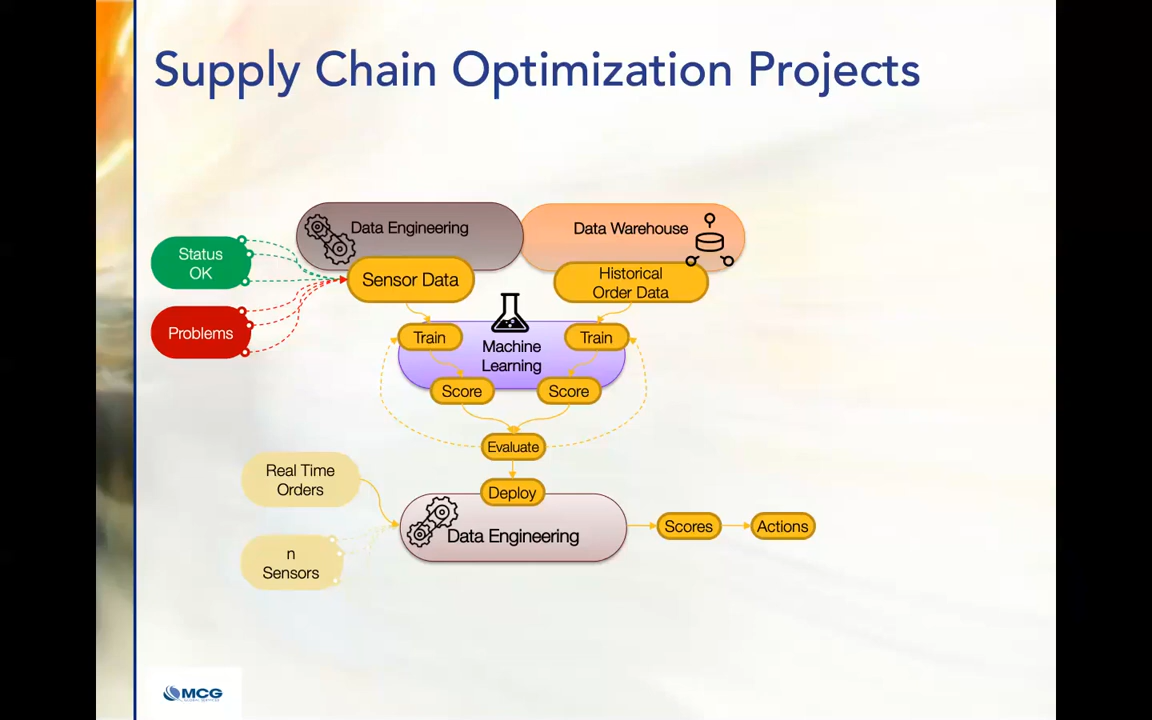 Supply Chain Optimization Projects
Data Engineering
Data Warehouse
Status
OK
Sensor Data
Historical
Order Data
Problems
Train
Train
Machine
Learning
Score
Score
Evaluate
Real Time
Orders
Deploy
Data Engineering
Scores
Actions
n
Sensors
MCG